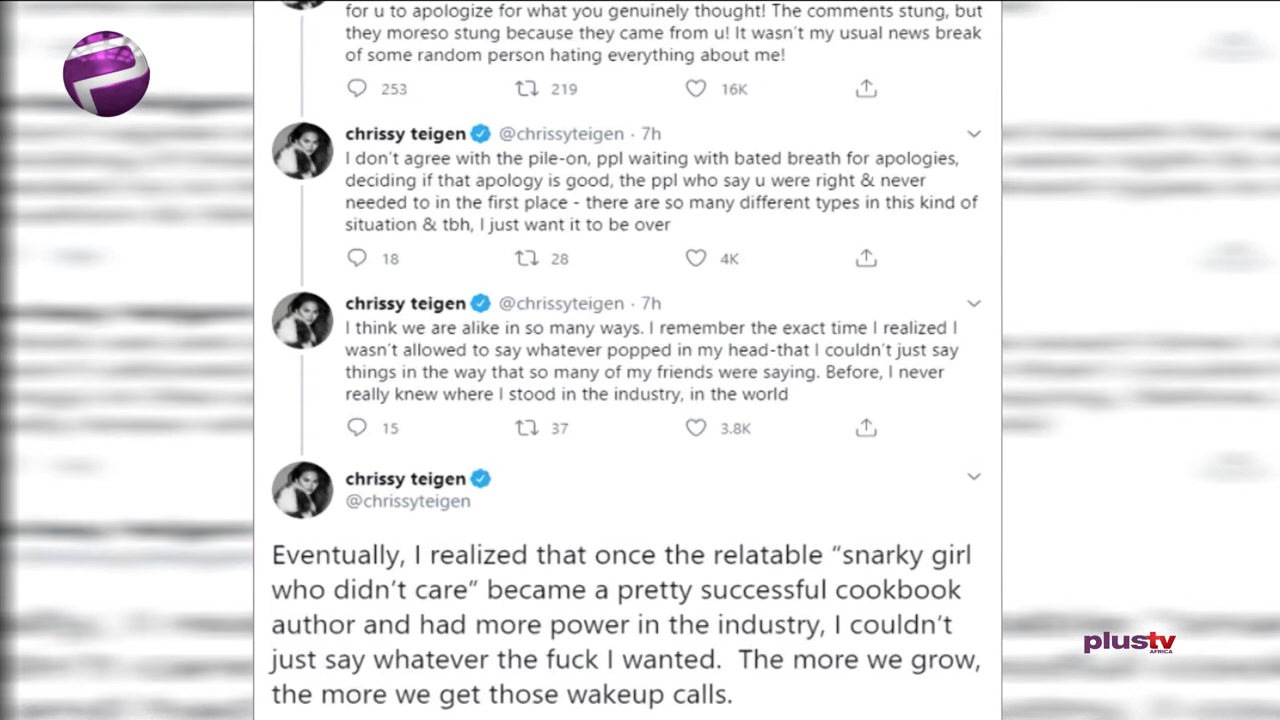 for u to apologize for what you genuinely thought! The comments stung, but
they moreso stung because they came from u! It wasn't my usual news break
of some random person hating everything about me!
253 219 16K
chrissy teigen @chrissyteigen · 7h
I don't agree with the pile-on, ppl waiting with bated breath for apologies,
deciding if that apology is good, the ppl who say u were right & never
needed to in the first place - there are so many different types in this kind of
situation & tbh, I just want it to be over
18 28 4K
chrissy teigen @chrissyteigen · 7h
I think we are alike in so many ways. I remember the exact time I realized I
wasn't allowed to say whatever popped in my head-that I couldn't just say
things in the way that so many of my friends were saying. Before, I never
really knew where I stood in the industry, in the world
15 37 3.8K
chrissy teigen
@chrissyteigen
Eventually, I realized that once the relatable “snarky girl
who didn't care” became a pretty successful cookbook
author and had more power in the industry, I couldn't
just say whatever the fuck I wanted.  The more we grow,
the more we get those wakeup calls.
plustv
AFRICA